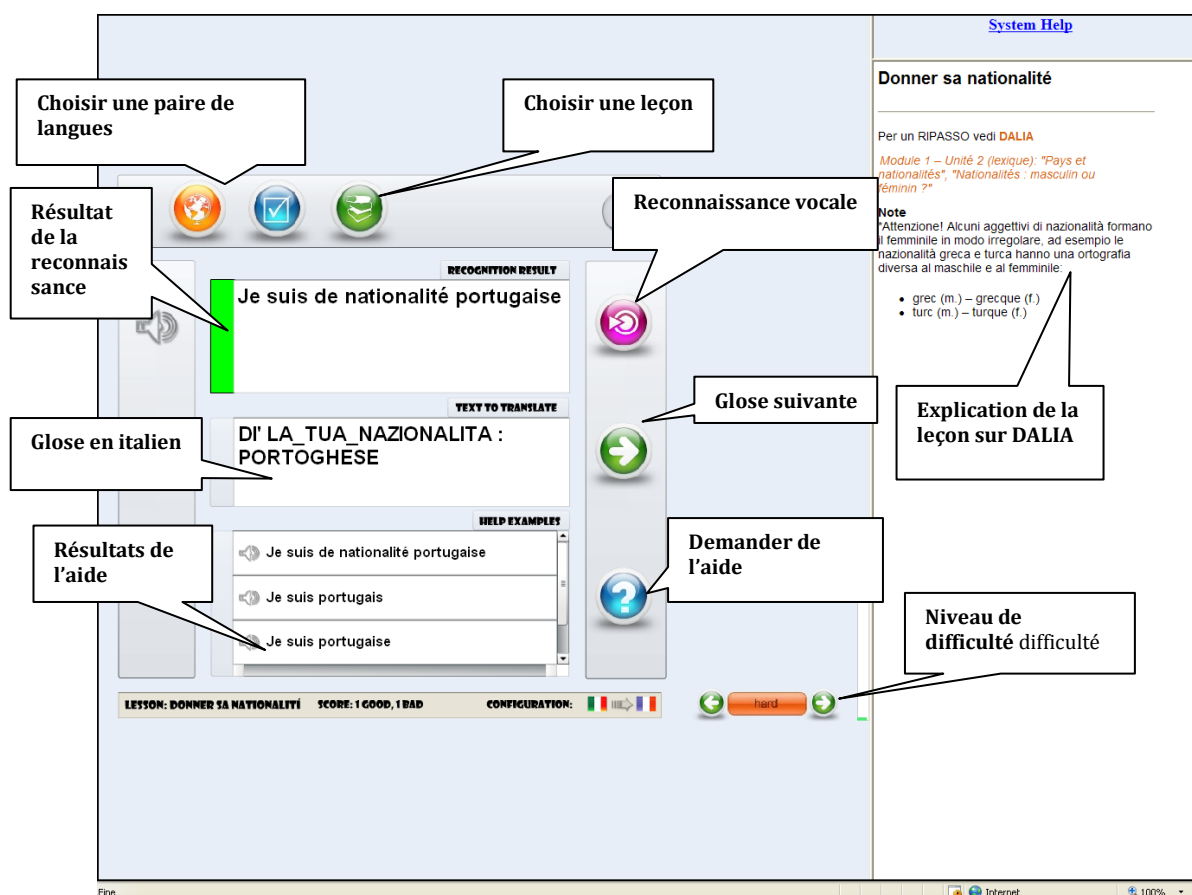 System Help
Donner sa nationalité
Choisir une paire de
langues
Choisir une leçon
Per un RIPASSO vedi DALIA
Module 1 – Unité 2 (lexique): "Pays et
nationalités", "Nationalités : masculin ou
féminin ?"
Résultat
de la
reconnais
sance
Reconnaissance vocale
Note
"Attenzione! Alcuni aggettivi di nazionalità formano
il femminile in modo irregolare, ad esempio le
nazionalità greca e turca hanno una ortografia
diversa al maschile e al femminile:
• grec (m.) – grecque (f.)
• turc (m.) – turque (f.)
RECOGNITION RESULT
Je suis de nationalité portugaise
TEXT TO TRANSLATE
Glose suivante
Explication de la
leçon sur DALIA
Glose en italien
DI' LA_TUA_NAZIONALITA :
PORTOGHESE
HELP EXAMPLES
Résultats de
l'aide
Je suis de nationalité portugaise
Je suis portugais
Je suis portugaise
Demander de
l'aide
Niveau de
difficulté difficulté
LESSON: DONNER SA NATIONALITÍ SCORE: 1 GOOD, 1 BAD CONFIGURATION:
hard
Fine
Internet
100%